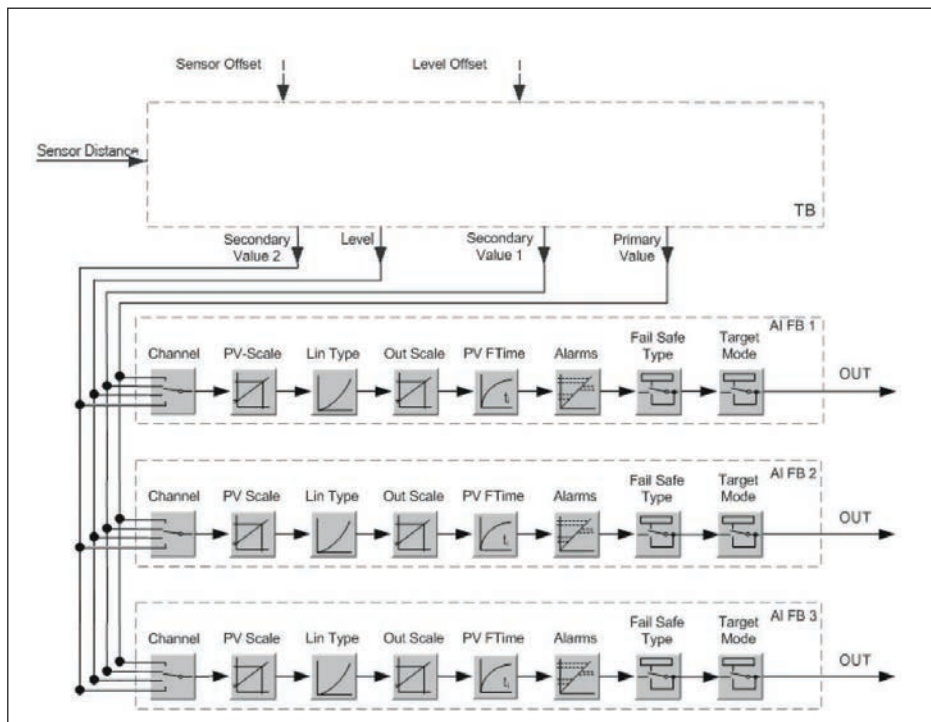 Sensor Offset
Level Offset
Sensor Distance
TB
Secondary
Value 2
Level
Secondary
Value 1
Primary
Value
AI FB 1
Channel
PV-Scale
Lin Type
Out Scale
PV FTime
Alarms
Fail Safe
Type
Target
Mode
OUT
AI FB 2
Channel
PV Scale
Lin Type
Out Scale
PV FTime
Alarms
Fail Safe
Type
Target
Mode
OUT
AI FB 3
Channel
PV Scale
Lin Type
Out Scale
PV FTime
Alarms
Fail Safe
Type
Target
Mode
OUT